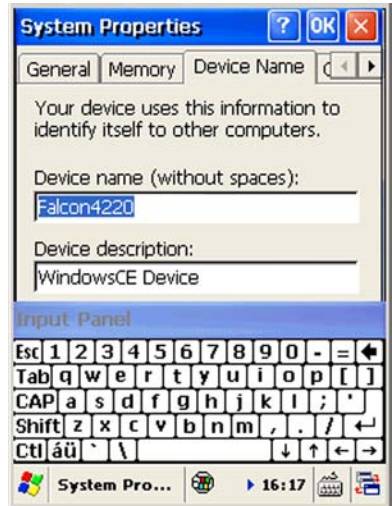 System Properties ? OK ×
General Memory Device Name
Your device uses this information to
identify itself to other computers.
Device name (without spaces):
Falcon4220
Device description:
WindowsCE Device
Input Panel
Esc 1 2 3 4 5 6 7 8 9 0 - =
Tab q w e r t y u i o p [ ]
CAP a s d f g h j k l ; '
Shift z x c v b n m , . /
Ctl áü ` \
System Pro... 16:17